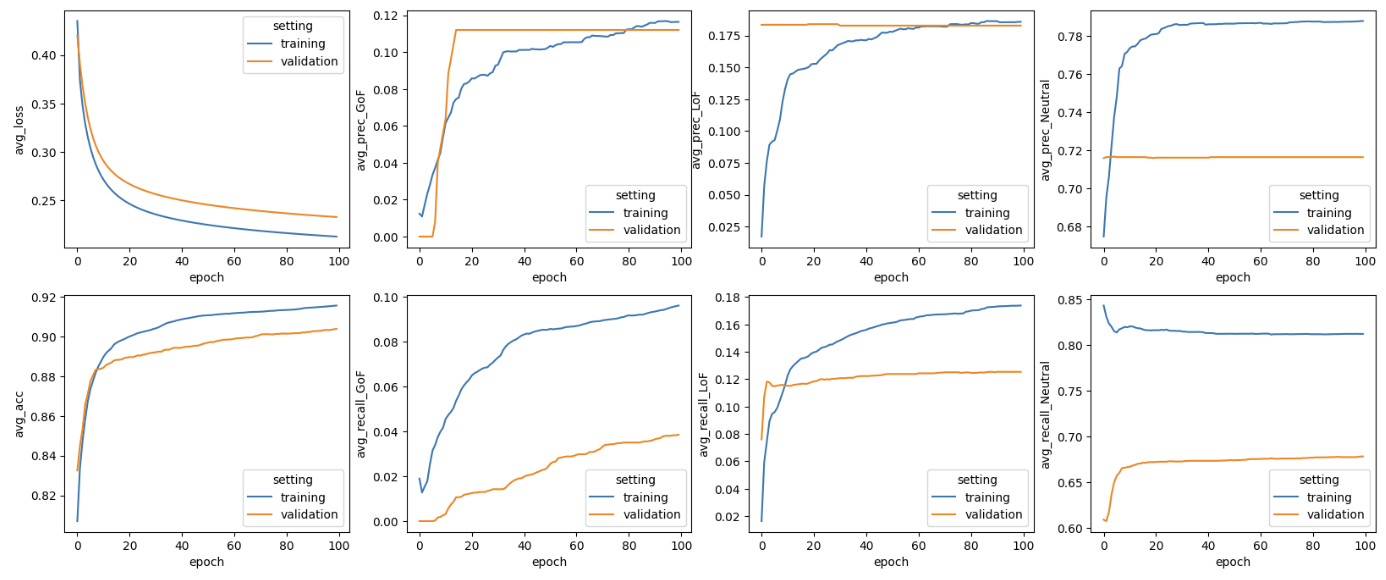 avg_loss
0.40
0.35
0.30
0.25
0 20 40 60 80 100
epoch
setting
training
validation
avg_prec_GoF
0.12
0.10
0.08
0.06
0.04
0.02
0.00
0 20 40 60 80 100
epoch
setting
training
validation
avg_prec_LoF
0.175
0.150
0.125
0.100
0.075
0.050
0.025
0 20 40 60 80 100
epoch
setting
training
validation
avg_prec_Neutral
0.78
0.76
0.74
0.72
0.70
0.68
0 20 40 60 80 100
epoch
setting
training
validation
avg_acc
0.92
0.90
0.88
0.86
0.84
0.82
0 20 40 60 80 100
epoch
setting
training
validation
avg_recall_GoF
0.10
0.08
0.06
0.04
0.02
0.00
0 20 40 60 80 100
epoch
setting
training
validation
avg_recall_LoF
0.18
0.16
0.14
0.12
0.10
0.08
0.06
0.04
0.02
0 20 40 60 80 100
epoch
setting
training
validation
avg_recall_Neutral
0.85
0.80
0.75
0.70
0.65
0.60
0 20 40 60 80 100
epoch
setting
training
validation